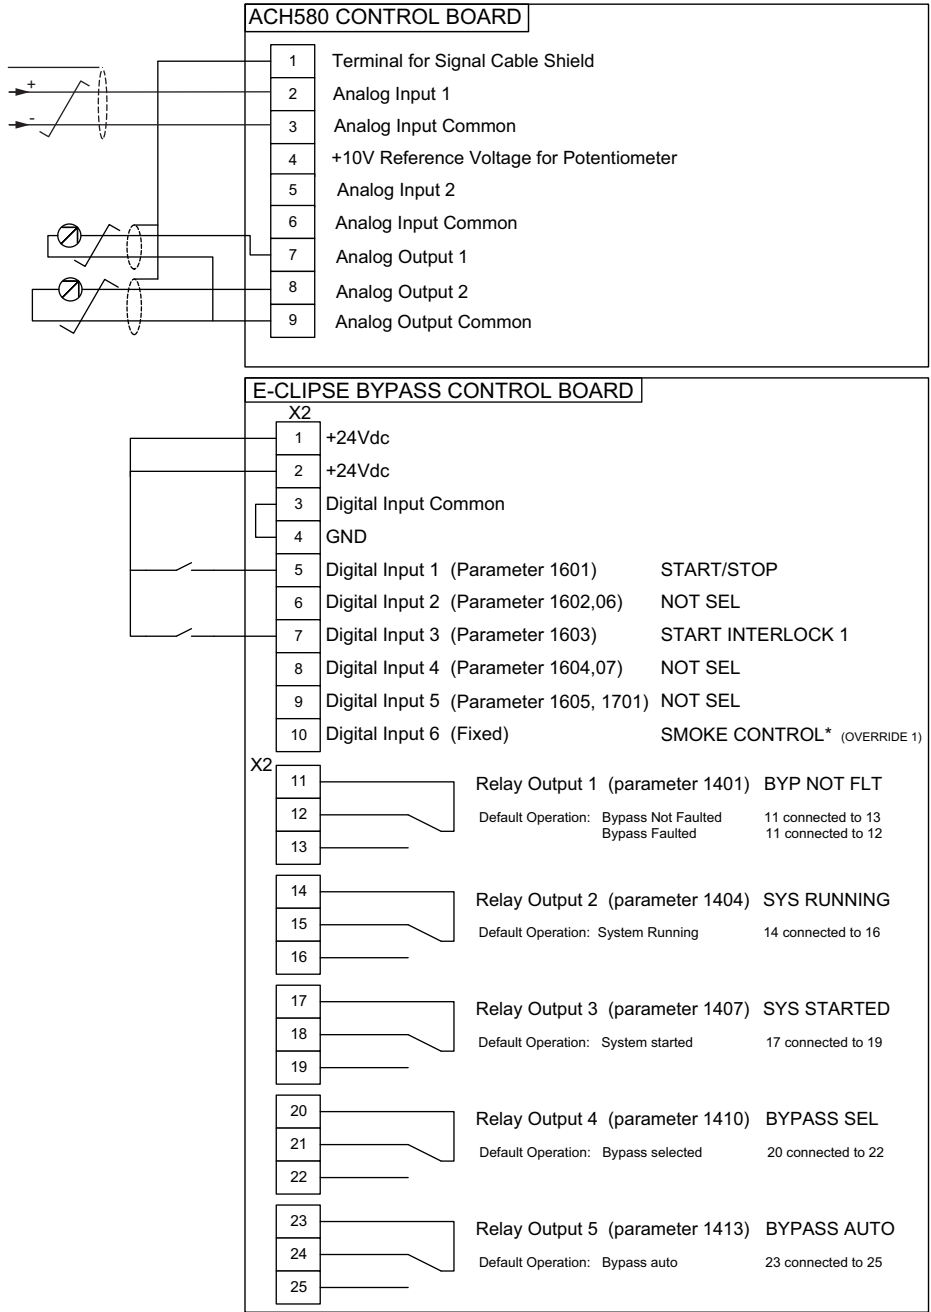 ACH580 CONTROL BOARD
1 Terminal for Signal Cable Shield
+
2 Analog Input 1
-
3 Analog Input Common
4 +10V Reference Voltage for Potentiometer
5 Analog Input 2
6 Analog Input Common
7 Analog Output 1
8 Analog Output 2
9 Analog Output Common
E-CLIPSE BYPASS CONTROL BOARD
X2
1 +24Vdc
2 +24Vdc
3 Digital Input Common
4 GND
5 Digital Input 1 (Parameter 1601) START/STOP
6 Digital Input 2 (Parameter 1602,06) NOT SEL
7 Digital Input 3 (Parameter 1603) START INTERLOCK 1
8 Digital Input 4 (Parameter 1604,07) NOT SEL
9 Digital Input 5 (Parameter 1605, 1701) NOT SEL
10 Digital Input 6 (Fixed) SMOKE CONTROL* (OVERRIDE 1)
X2
11 Relay Output 1 (parameter 1401) BYP NOT FLT
12 Default Operation: Bypass Not Faulted 11 connected to 13
Bypass Faulted 11 connected to 12
13
14 Relay Output 2 (parameter 1404) SYS RUNNING
15 Default Operation: System Running 14 connected to 16
16
17 Relay Output 3 (parameter 1407) SYS STARTED
18 Default Operation: System started 17 connected to 19
19
20 Relay Output 4 (parameter 1410) BYPASS SEL
21 Default Operation: Bypass selected 20 connected to 22
22
23 Relay Output 5 (parameter 1413) BYPASS AUTO
24 Default Operation: Bypass auto 23 connected to 25
25